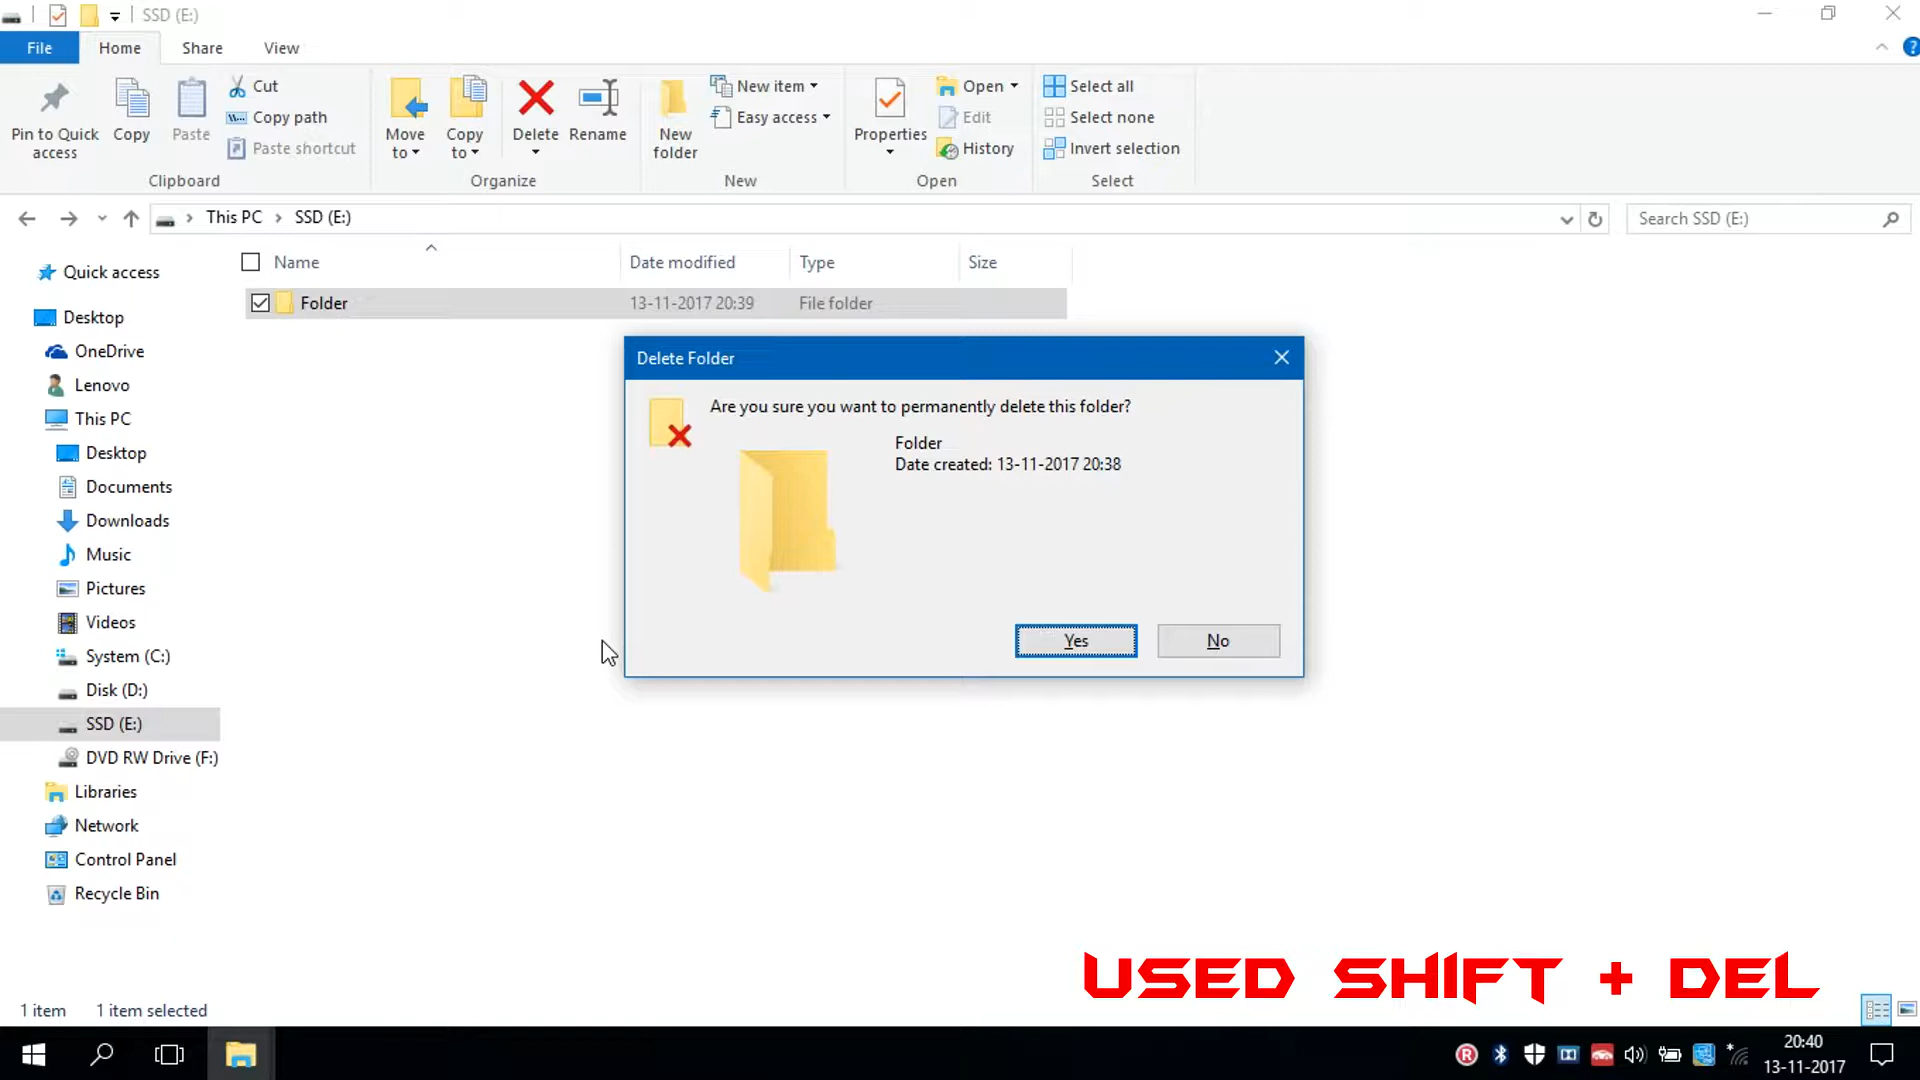 SSD (E:)
File Home Share View
Pin to Quick access
Copy
Paste
Cut
Copy path
Paste shortcut
Clipboard
Move to
Copy to
Delete
Rename
Organize
New folder
New item
Easy access
New
Properties
Open
Edit
History
Open
Select all
Select none
Invert selection
Select
This PC SSD (E:)
Search SSD (E:)
Name Date modified Type Size
Folder 13-11-2017 20:39 File folder
Quick access
Desktop
OneDrive
Lenovo
This PC
Desktop
Documents
Downloads
Music
Pictures
Videos
System (C:)
Disk (D:)
SSD (E:)
DVD RW Drive (F:)
Libraries
Network
Control Panel
Recycle Bin
Delete Folder
Are you sure you want to permanently delete this folder?
Folder
Date created: 13-11-2017 20:38
Yes No
USED SHIFT + DEL
1 item 1 item selected
20:40
13-11-2017